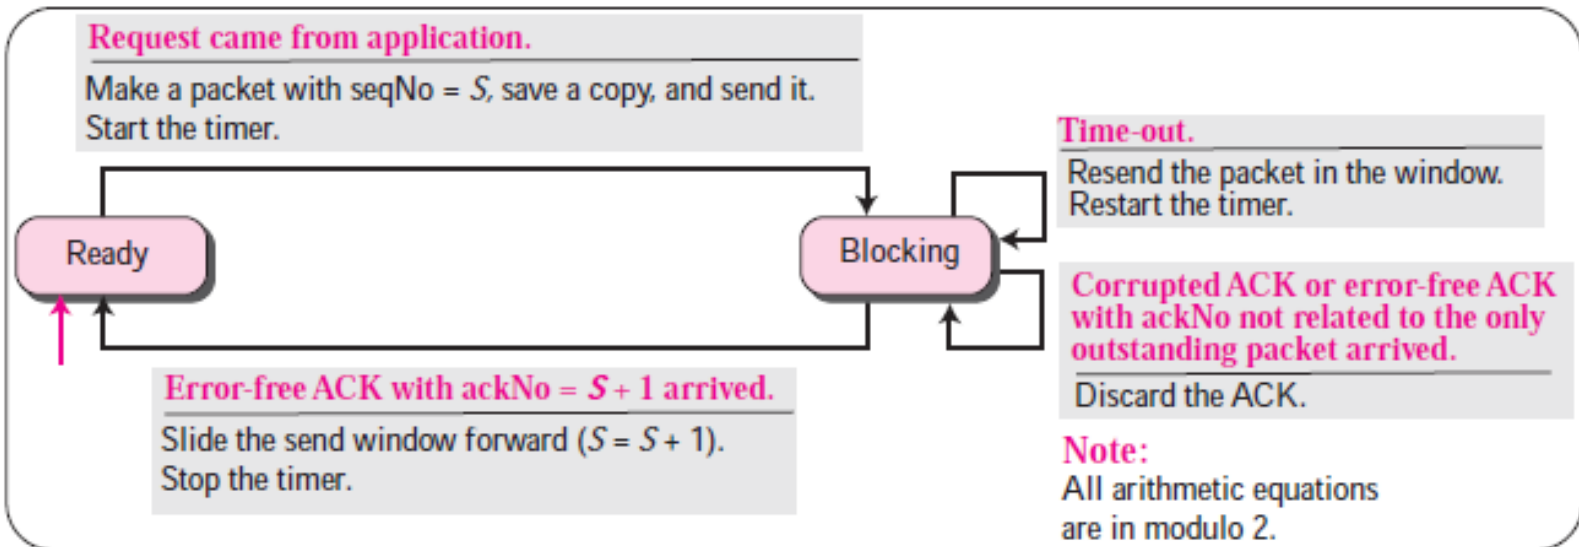 Request came from application.
Make a packet with seqNo = S, save a copy, and send it.
Start the timer.
Time-out.
Resend the packet in the window.
Restart the timer.
Ready
Blocking
Corrupted ACK or error-free ACK
with ackNo not related to the only
outstanding packet arrived.
Discard the ACK.
Error-free ACK with ackNo = S + 1 arrived.
Slide the send window forward (S = S + 1).
Stop the timer.
Note:
All arithmetic equations
are in modulo 2.